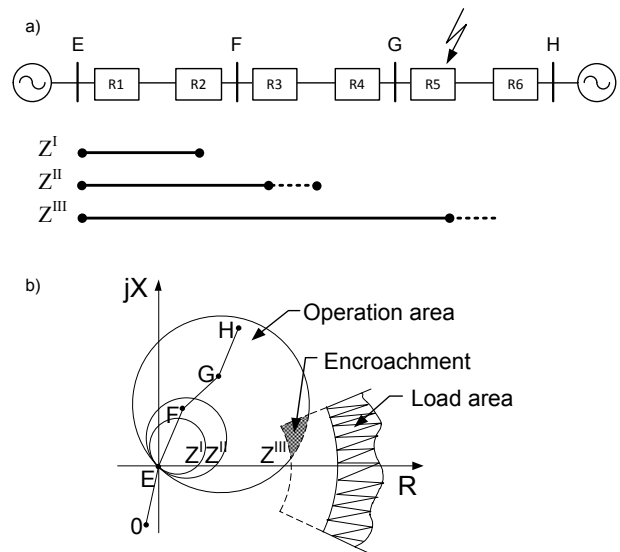 a)
E F G H
R1 R2 R3 R4 R5 R6
Z^I
Z^II
Z^III
b)
jX
Operation area
H
Encroachment
G
Load area
F
Z^I Z^II Z^III
E
R
0